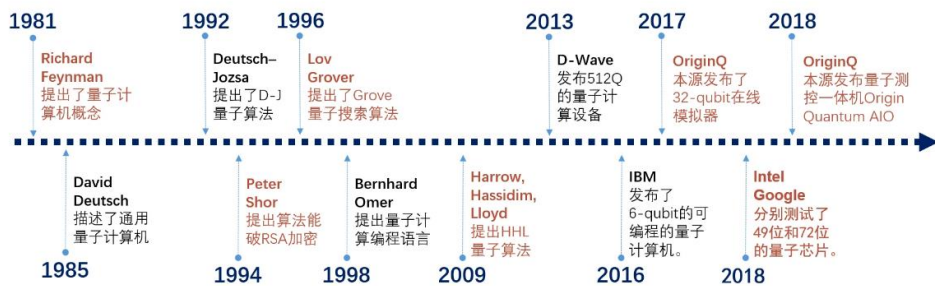 1981
Richard
Feynman
提出了量子计
算机概念
1992
Deutsch–
Jozsa
提出了D-J
量子算法
1996
Lov
Grover
提出了Grove
量子搜索算法
2013
D-Wave
发布512Q
的量子计
算设备
2017
OriginQ
本源发布了
32-qubit在线
模拟器
2018
OriginQ
本源发布量子测
控一体机Origin
Quantum AIO
David
Deutsch
描述了通用
量子计算机
1985
Peter
Shor
提出算法能
破RSA加密
1994
Bernhard
Omer
提出量子计
算编程语言
1998
Harrow,
Hassidim,
Lloyd
提出HHL
量子算法
2009
IBM
发布了
6-qubit的可
编程的量子
计算机。
2016
Intel
Google
分别测试了
49位和72位
的量子芯片。
2018